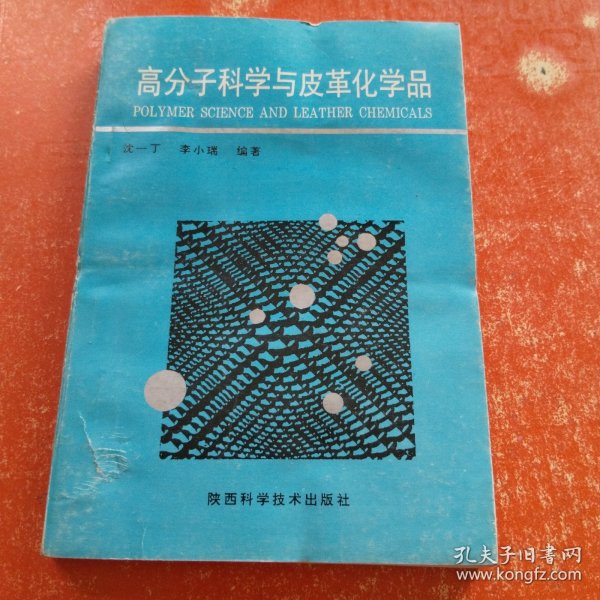 高分子科学与皮革化学品
POLYMER SCIENCE AND LEATHER CHEMICALS
沈一丁 李小瑞 编著
陕西科学技术出版社
孔夫子旧书网
www.kongfz.com